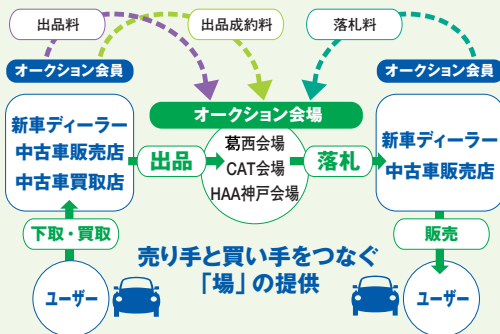 出品料
出品成約料
落札料
オークション会員
オークション会員
オークション会場
新車ディーラー
中古車販売店
中古車買取店
出品
葛西会場
CAT会場
HAA神戸会場
落札
新車ディーラー
中古車販売店
下取・買取
販売
売り手と買い手をつなぐ
「場」の提供
ユーザー
ユーザー